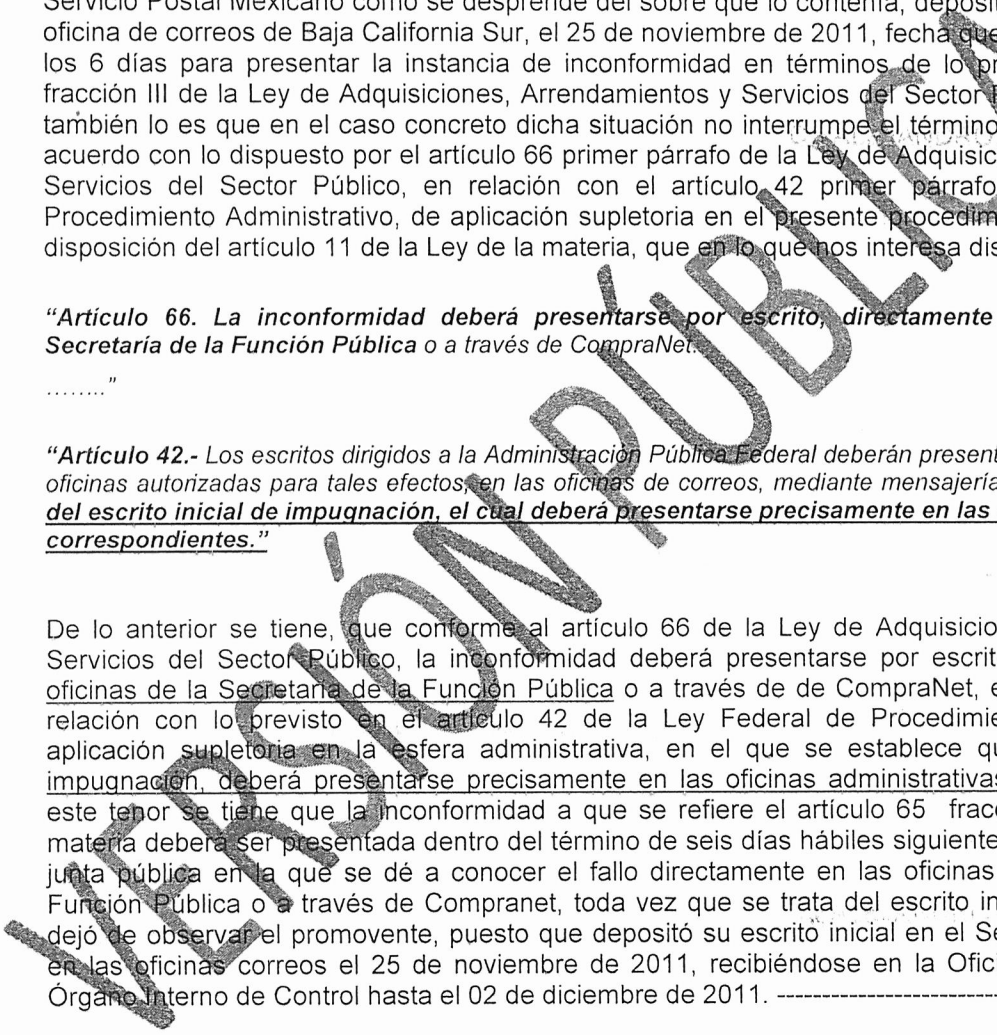 Servicio Postal Mexicano como se desprende del sobre que lo contenía,
oficina de correos de Baja California Sur, el 25 de noviembre de 2011, fecha que
los 6 días para presentar la instancia de inconformidad en términos de lo pr
fracción III de la Ley de Adquisiciones, Arrendamientos y Servicios del Sector
también lo es que en el caso concreto dicha situación no interrumpe el término
acuerdo con lo dispuesto por el artículo 66 primer párrafo de la Ley de Adquisic
Servicios del Sector Público, en relación con el artículo 42 primer párrafo
Procedimiento Administrativo, de aplicación supletoria en el presente procedim
disposición del artículo 11 de la Ley de la materia, que en lo que nos interesa dis
“Artículo 66. La inconformidad deberá presentarse por escrito, directamente
Secretaría de la Función Pública o a través de CompraNet.
........”
“Artículo 42.- Los escritos dirigidos a la Administración Pública Federal deberán present
oficinas autorizadas para tales efectos, en las oficinas de correos, mediante mensajería
del escrito inicial de impugnación, el cual deberá presentarse precisamente en las
correspondientes.”
De lo anterior se tiene, que conforme al artículo 66 de la Ley de Adquisicio
Servicios del Sector Público, la inconformidad deberá presentarse por escrit
oficinas de la Secretaría de la Función Pública o a través de de CompraNet, e
relación con lo previsto en el artículo 42 de la Ley Federal de Procedimie
aplicación supletoria en la esfera administrativa, en el que se establece qu
impugnación, deberá presentarse precisamente en las oficinas administrativas
este tenor se tiene que la inconformidad a que se refiere el artículo 65 frac
materia deberá ser presentada dentro del término de seis días hábiles siguiente
junta pública en la que se dé a conocer el fallo directamente en las oficinas
Función Pública o a través de Compranet, toda vez que se trata del escrito in
dejó de observar el promovente, puesto que depositó su escrito inicial en el Se
en las oficinas correos el 25 de noviembre de 2011, recibiéndose en la Ofic
Órgano Interno de Control hasta el 02 de diciembre de 2011. --------------------------
VERSIÓN PÚBLICA